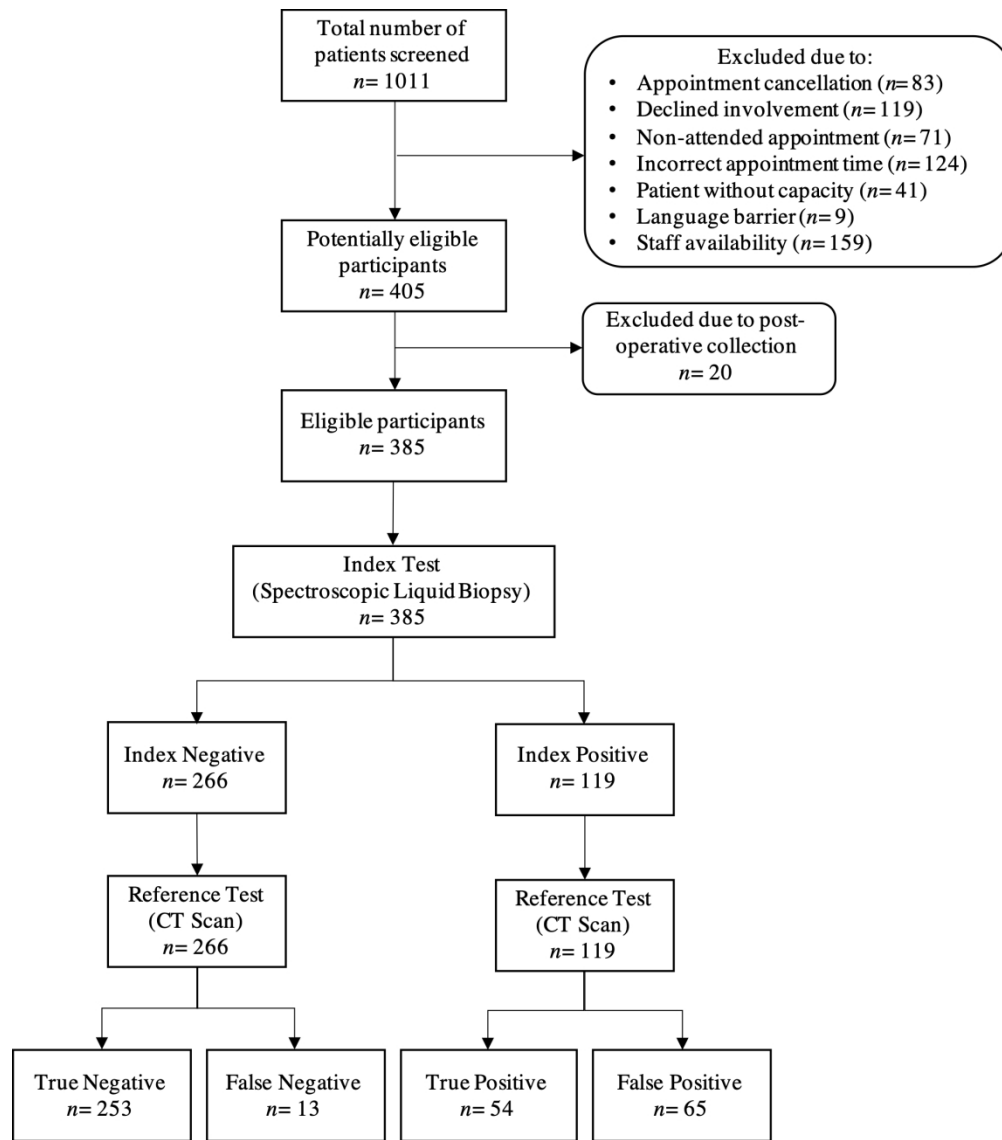 Total number of
patients screened
n= 1011
Excluded due to:
• Appointment cancellation (n= 83)
• Declined involvement (n= 119)
• Non-attended appointment (n= 71)
• Incorrect appointment time (n= 124)
• Patient without capacity (n= 41)
• Language barrier (n= 9)
• Staff availability (n= 159)
Potentially eligible
participants
n= 405
Excluded due to post-
operative collection
n= 20
Eligible participants
n= 385
Index Test
(Spectroscopic Liquid Biopsy)
n= 385
Index Negative
n= 266
Index Positive
n= 119
Reference Test
(CT Scan)
n= 266
Reference Test
(CT Scan)
n= 119
True Negative
n= 253
False Negative
n= 13
True Positive
n= 54
False Positive
n= 65